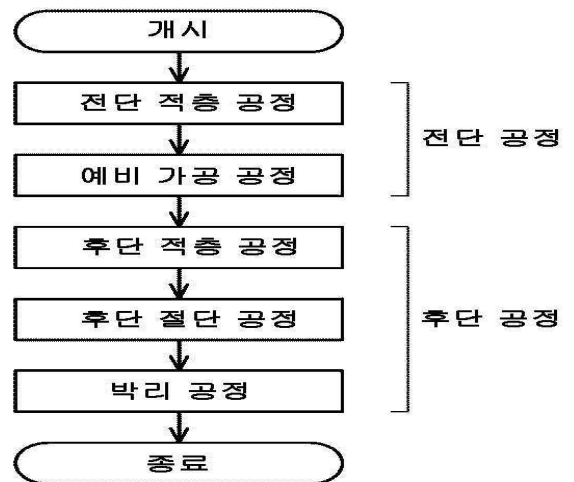 개시
전단 적층 공정
전단 공정
예비 가공 공정
후단 적층 공정
후단 절단 공정
후단 공정
박리 공정
종료